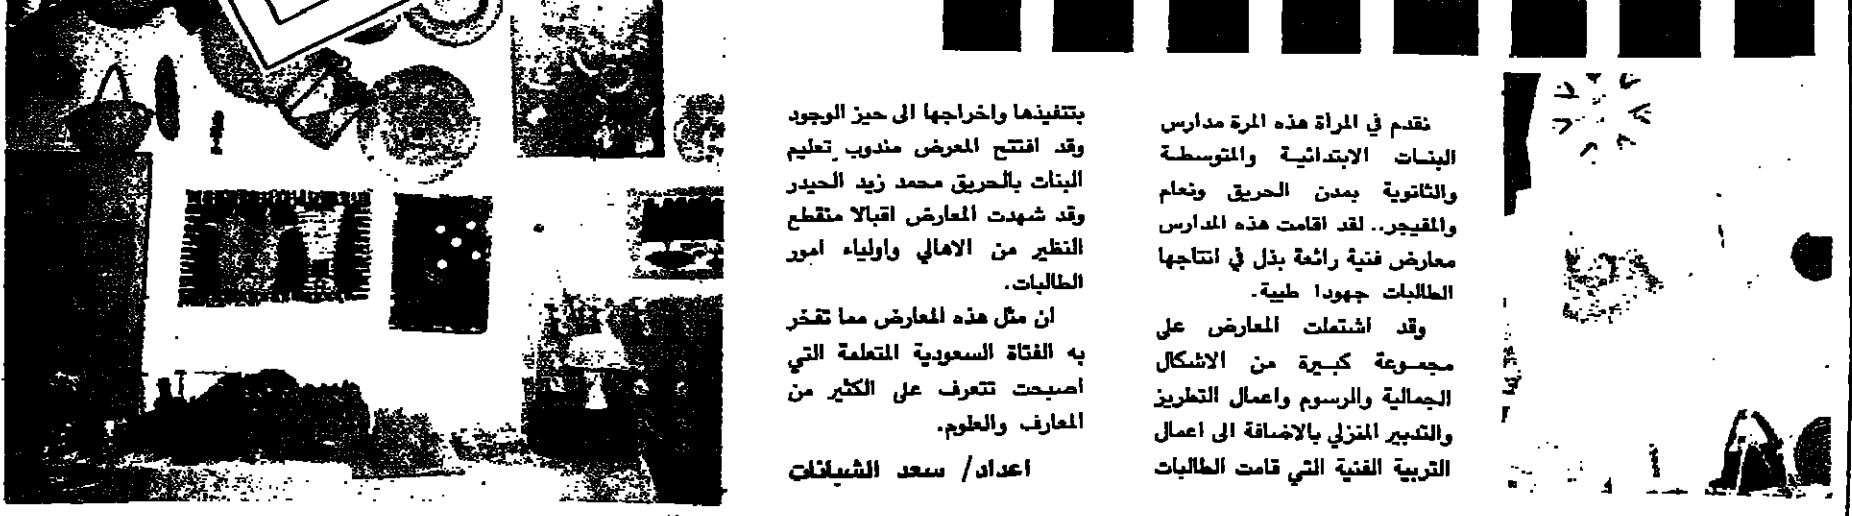 نقدم في المرأة هذه المرة مدارس
البنات الابتدائية والمتوسطة
والثانوية بمدن الحريق ونعام
والمفيجر.. لقد اقامت هذه المدارس
معارض فنية رائعة بذل في انتاجها
الطالبات جهودا طيبة.
وقد اشتملت المعارض على
مجموعة كبيرة من الاشكال
الجمالية والرسوم واعمال التطريز
والتدبير المنزلي بالاضافة الى اعمال
التربية الفنية التي قامت الطالبات
بتنفيذها واخراجها الى حيز الوجود
وقد افتتح المعرض مندوب تعليم
البنات بالحريق محمد زيد الحيدر
وقد شهدت المعارض اقبالا منقطع
النظير من الاهالي واولياء امور
الطالبات.
ان مثل هذه المعارض مما تفخر
به الفتاة السعودية المتعلمة التي
اصبحت تتعرف على الكثير من
المعارف والعلوم.
اعداد/ سعد الشبانات